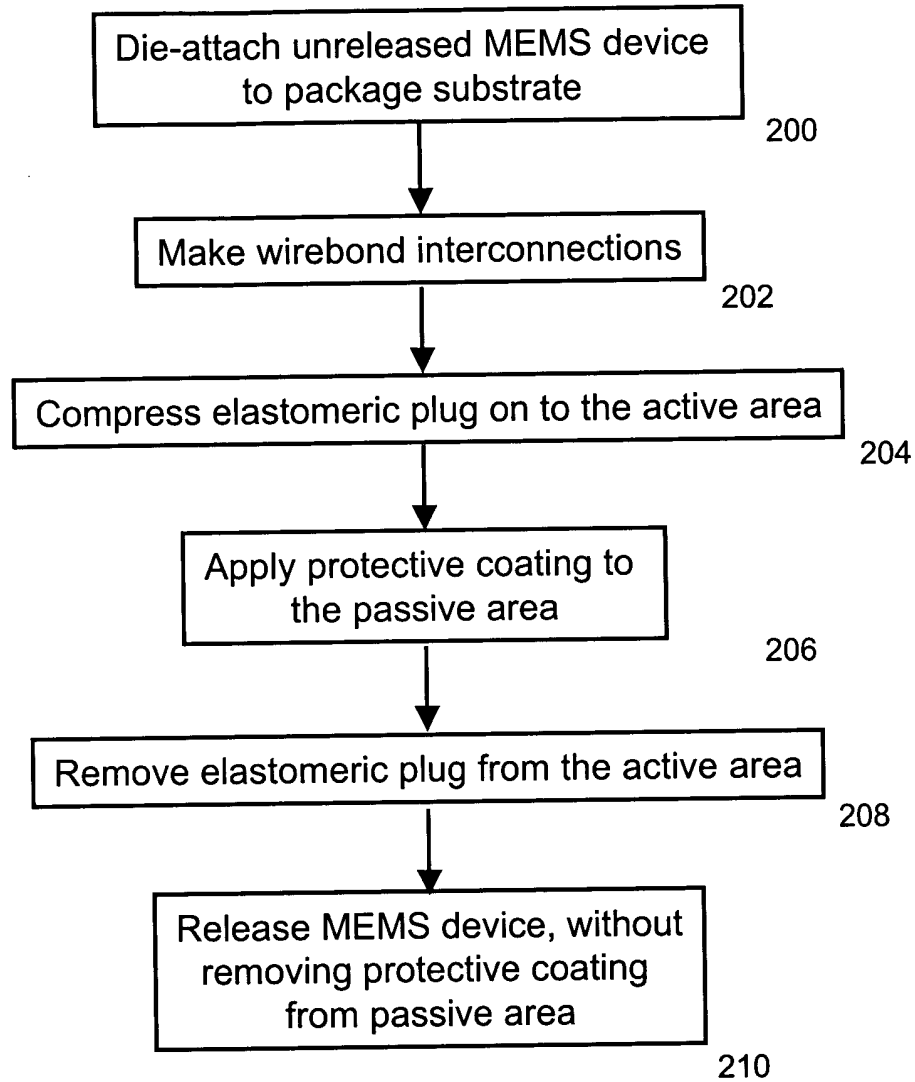 Die-attach unreleased MEMS device
to package substrate
200
Make wirebond interconnections
202
Compress elastomeric plug on to the active area
204
Apply protective coating to
the passive area
206
Remove elastomeric plug from the active area
208
Release MEMS device, without
removing protective coating
from passive area
210